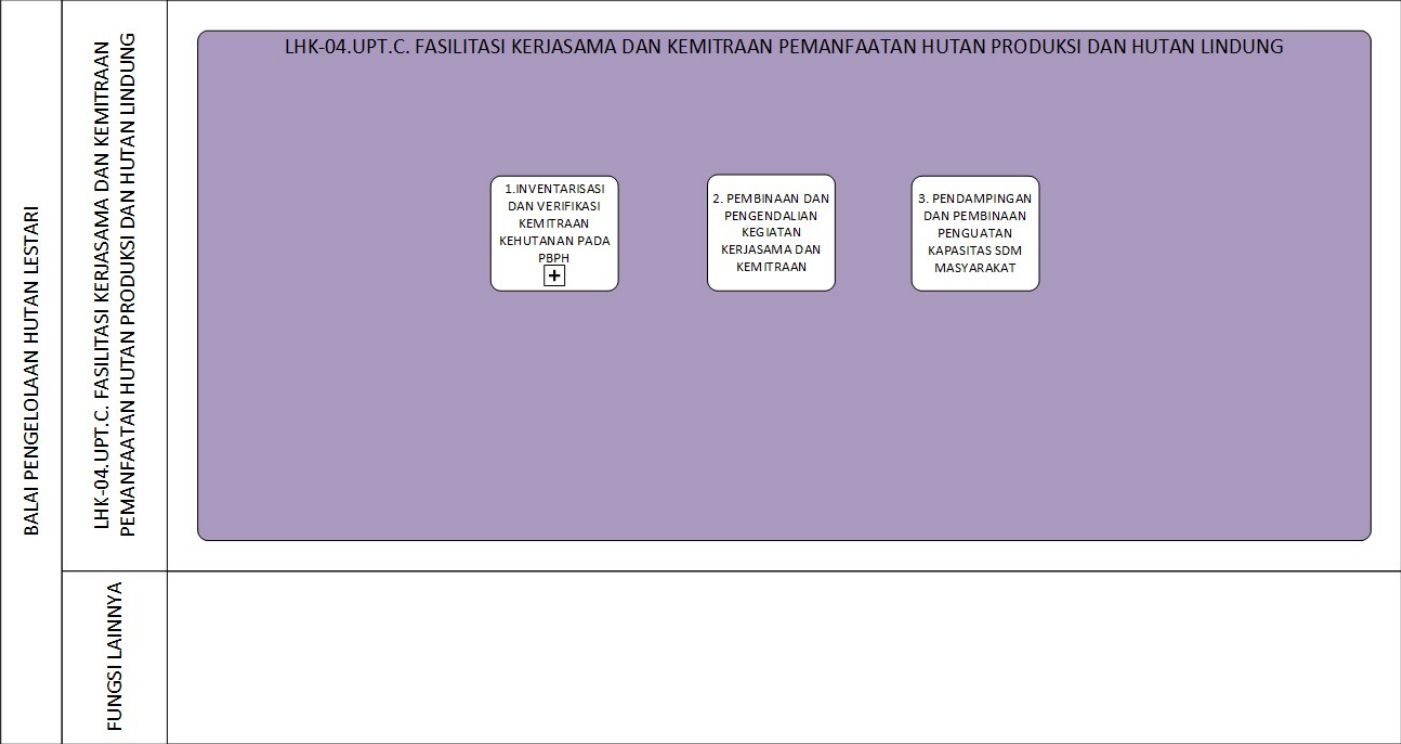 BALAI PENGELOLAAN HUTAN LESTARI
LHK-04.UPT.C. FASILITASI KERJASAMA DAN KEMITRAAN
PEMANFAATAN HUTAN PRODUKSI DAN HUTAN LINDUNG
LHK-04.UPT.C. FASILITASI KERJASAMA DAN KEMITRAAN PEMANFAATAN HUTAN PRODUKSI DAN HUTAN LINDUNG
1.INVENTARISASI
DAN VERIFIKASI
KEMITRAAN
KEHUTANAN PADA
PBPH
2. PEMBINAAN DAN
PENGENDALIAN
KEGIATAN
KERJASAMA DAN
KEMITRAAN
3. PENDAMPINGAN
DAN PEMBINAAN
PENGUATAN
KAPASITAS SDM
MASYARAKAT
FUNGSI LAINNYA